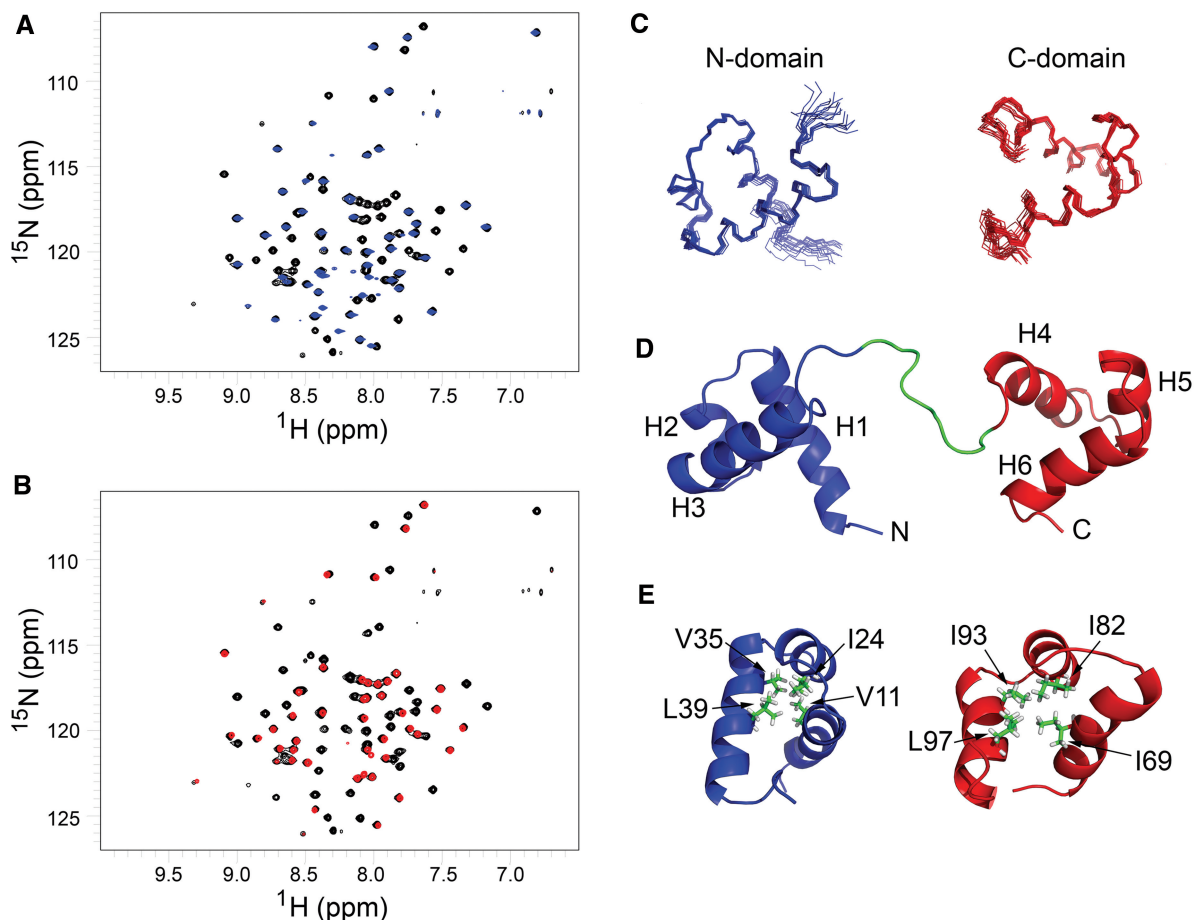 A
110
115
120
125
15N (ppm)
9.5 9.0 8.5 8.0 7.5 7.0
1H (ppm)
B
110
115
120
125
15N (ppm)
9.5 9.0 8.5 8.0 7.5 7.0
1H (ppm)
C
N-domain C-domain
D
H4
H5
H2 H1
H6
H3
N C
E
V35 I24
L39 V11
I93 I82
L97 I69